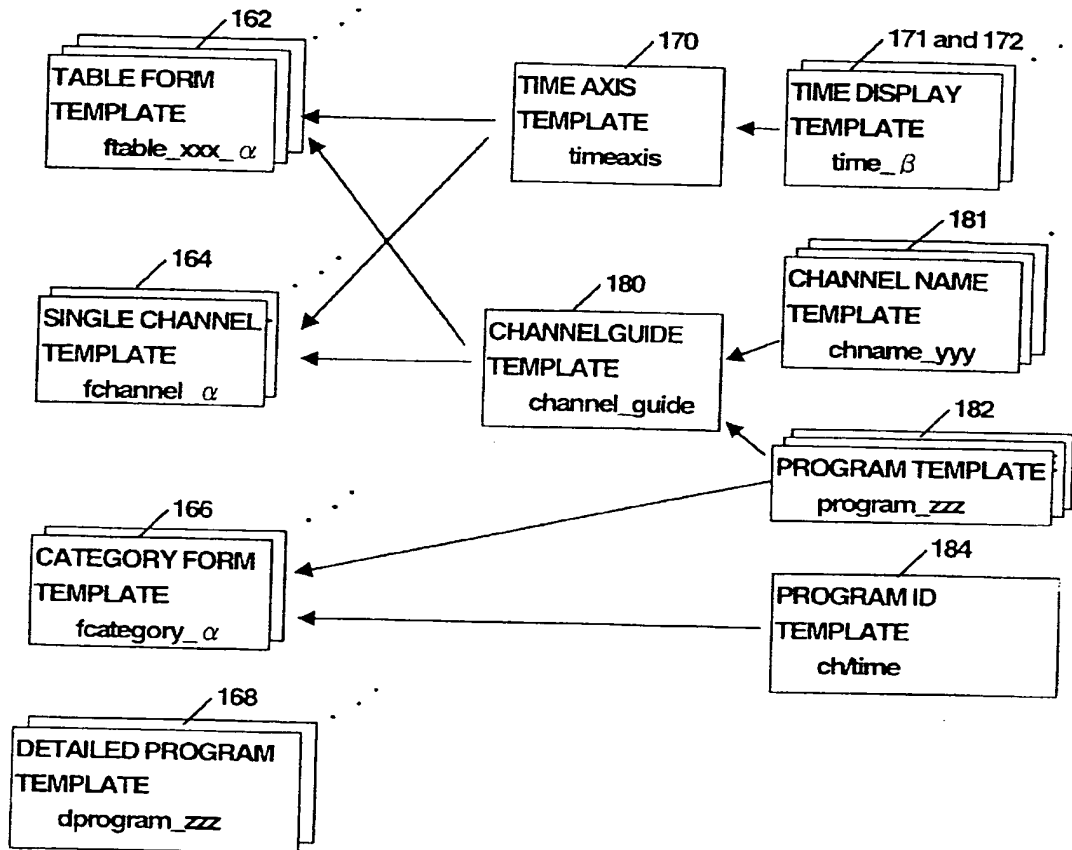 162
TABLE FORM
TEMPLATE
ftable_xxx_α
170
TIME AXIS
TEMPLATE
timeaxis
171 and 172
TIME DISPLAY
TEMPLATE
time_β
164
SINGLE CHANNEL
TEMPLATE
fchannel_α
180
CHANNELGUIDE
TEMPLATE
channel_guide
181
CHANNEL NAME
TEMPLATE
chname_yyy
182
PROGRAM TEMPLATE
program_zzz
166
CATEGORY FORM
TEMPLATE
fcategory_α
184
PROGRAM ID
TEMPLATE
ch/time
168
DETAILED PROGRAM
TEMPLATE
dprogram_zzz